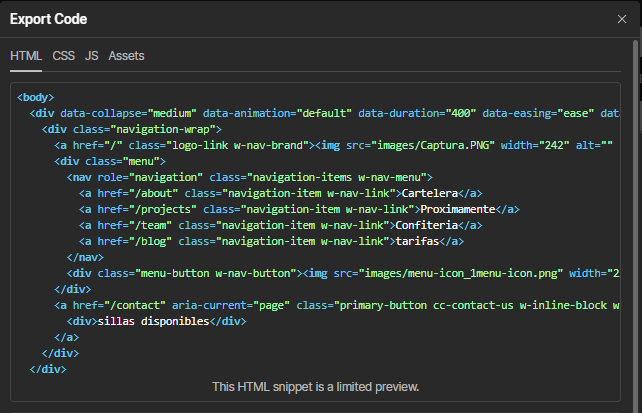 Export Code
HTML CSS JS Assets
<body>
<div data-collapse="medium" data-animation="default" data-duration="400" data-easing="ease" dat
<div class="navigation-wrap">
<a href="/" class="logo-link w-nav-brand"><img src="images/Captura.PNG" width="242" alt=""
<div class="menu">
<nav role="navigation" class="navigation-items w-nav-menu">
<a href="/about" class="navigation-item w-nav-link">Cartelera</a>
<a href="/projects" class="navigation-item w-nav-link">Proximamente</a>
<a href="/team" class="navigation-item w-nav-link">Confiteria</a>
<a href="/blog" class="navigation-item w-nav-link">tarifas</a>
</nav>
<div class="menu-button w-nav-button"><img src="images/menu-icon_1menu-icon.png" width="2
</div>
<a href="/contact" aria-current="page" class="primary-button cc-contact-us w-inline-block w
<div>sillas disponibles</div>
</a>
</div>
</div>
This HTML snippet is a limited preview.